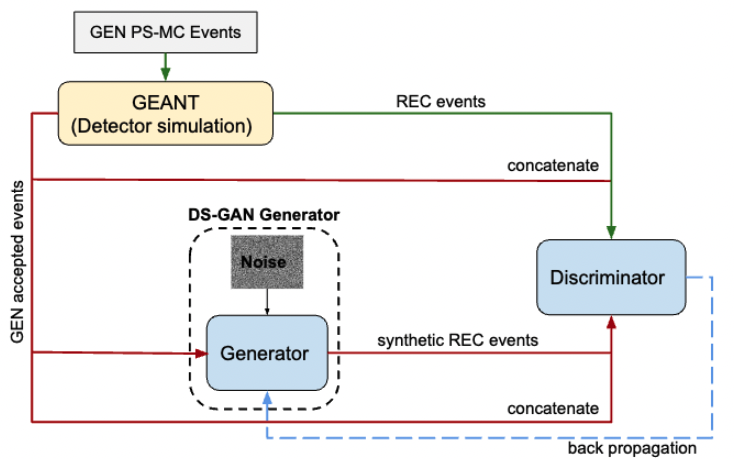 GEN PS-MC Events
GEANT
(Detector simulation)
REC events
concatenate
GEN accepted events
DS-GAN Generator
Noise
Discriminator
Generator
synthetic REC events
concatenate
back propagation